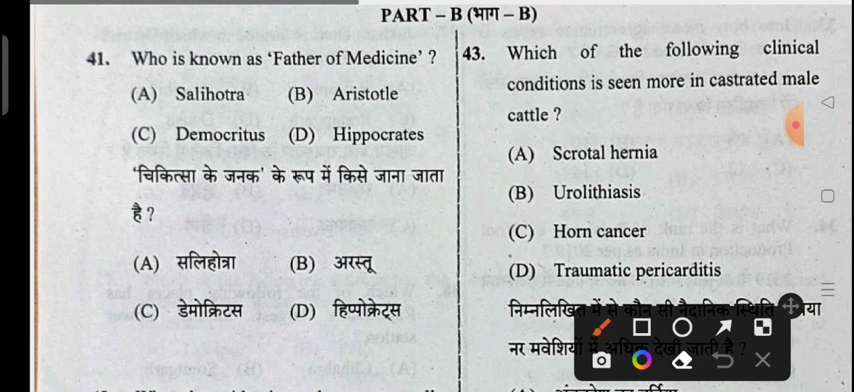 PART – B (भाग – B)
41. Who is known as ‘Father of Medicine’ ?
(A) Salihotra (B) Aristotle
(C) Democritus (D) Hippocrates
‘चिकित्सा के जनक’ के रूप में किसे जाना जाता
है ?
(A) सलिहोत्रा (B) अरस्तू
(C) डेमोक्रिटस (D) हिप्पोक्रेट्स
43. Which of the following clinical
conditions is seen more in castrated male
cattle ?
(A) Scrotal hernia
(B) Urolithiasis
(C) Horn cancer
(D) Traumatic pericarditis
निम्नलिखित में से कौन सी नैदानिक स्थिति
नर मवेशियों में अधिक देखी जाती है ?